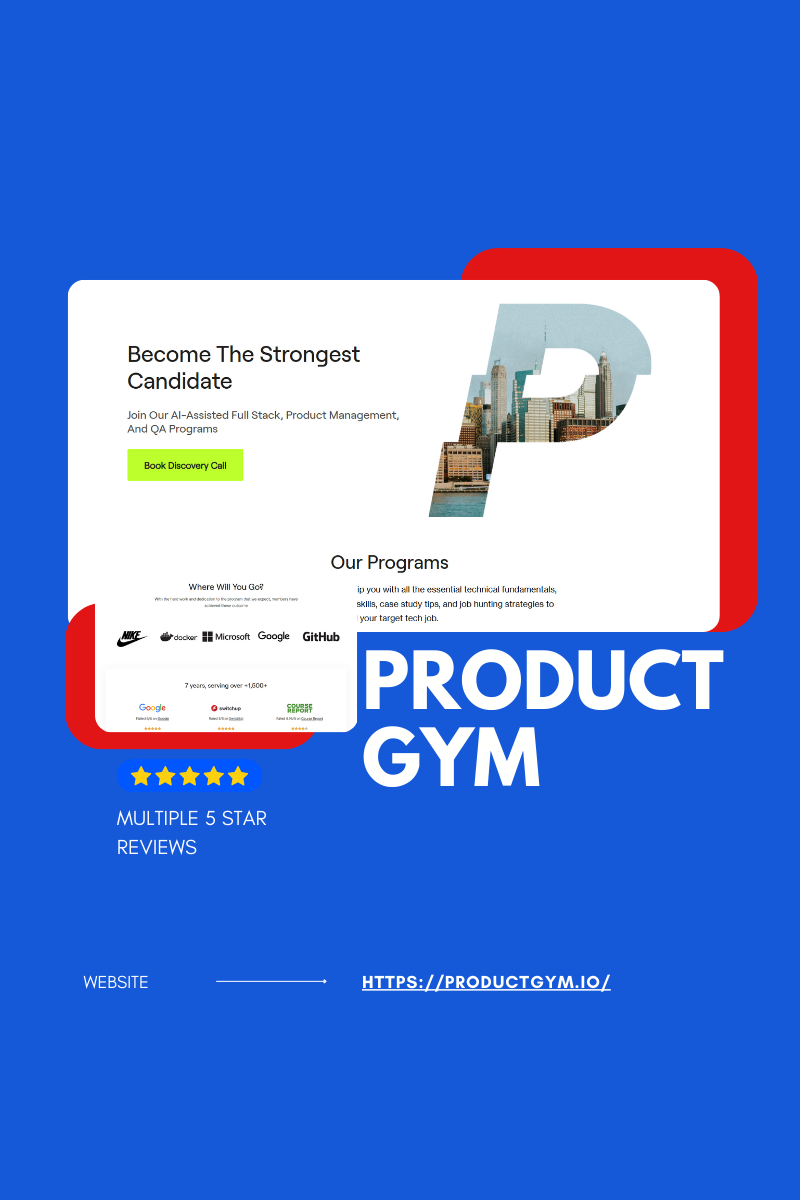 Become The Strongest
Candidate
Join Our AI-Assisted Full Stack, Product Management,
And QA Programs
Book Discovery Call
Our Programs
ip you with all the essential technical fundamentals,
skills, case study tips, and job hunting strategies to
your target tech job.
Where Will You Go?
With the hard work and dedication to the program that we expect, members have
achieved these outcome
NIKE
docker
Microsoft
Google
GitHub
7 years, serving over +1,500+
Google
switchup
COURSE
REPORT
Rated 5/5 on Google
Rated 5/5 on SwitchUp
Rated 4.95/5 on Course Report
PRODUCT
GYM
MULTIPLE 5 STAR
REVIEWS
WEBSITE
HTTPS://PRODUCTGYM.IO/